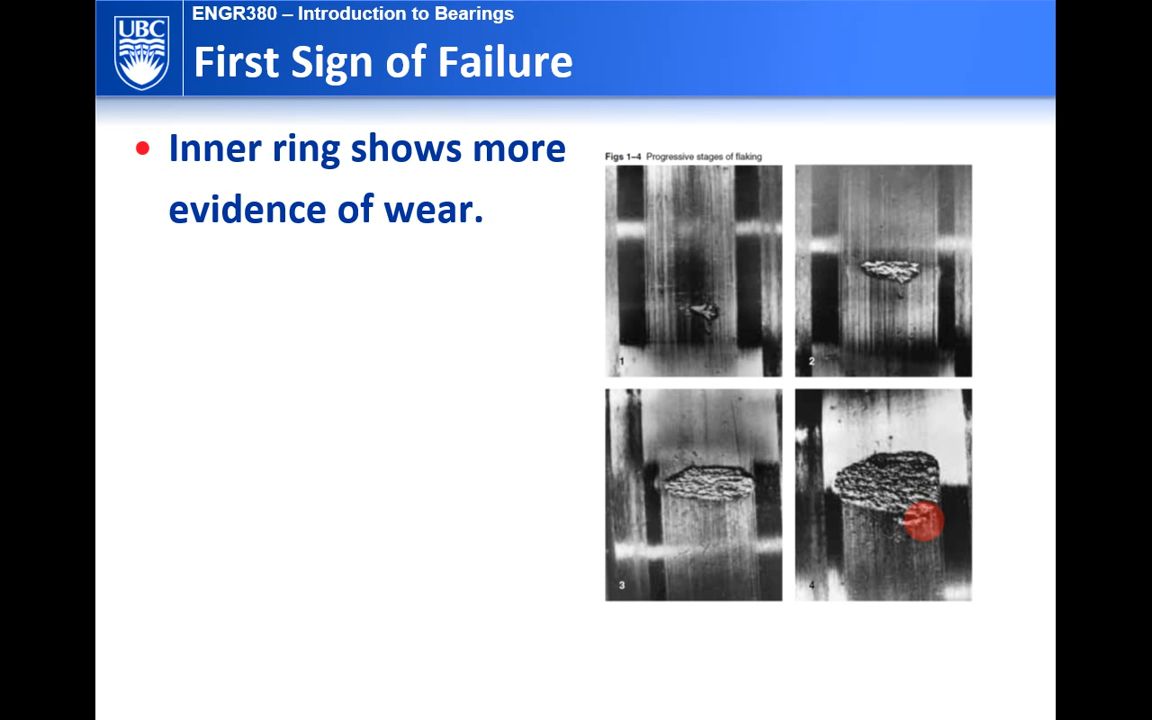 ENGR380 – Introduction to Bearings
UBC
First Sign of Failure
• Inner ring shows more
evidence of wear.
Figs 1–4 Progressive stages of flaking
1
2
3
4